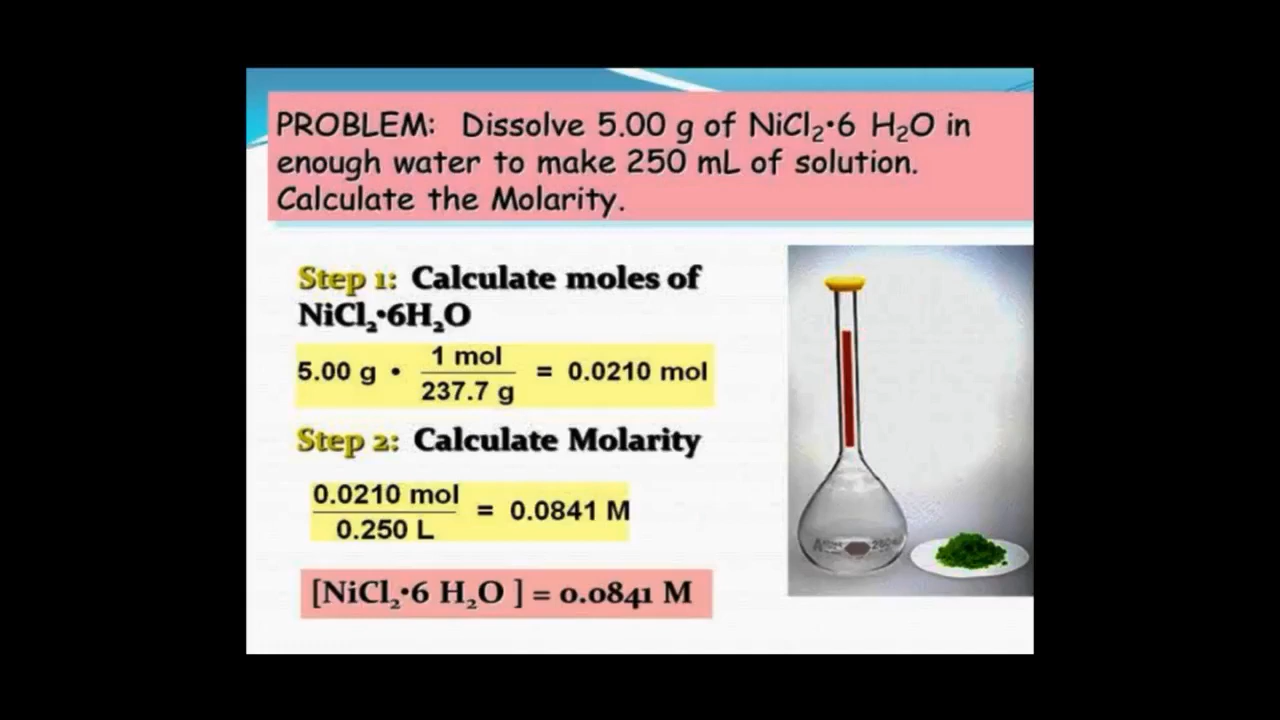 PROBLEM: Dissolve 5.00 g of NiCl₂•6 H₂O in
enough water to make 250 mL of solution.
Calculate the Molarity.
Step 1: Calculate moles of
NiCl₂•6H₂O
5.00 g • 1 mol / 237.7 g = 0.0210 mol
Step 2: Calculate Molarity
0.0210 mol / 0.250 L = 0.0841 M
[NiCl₂•6 H₂O ] = 0.0841 M